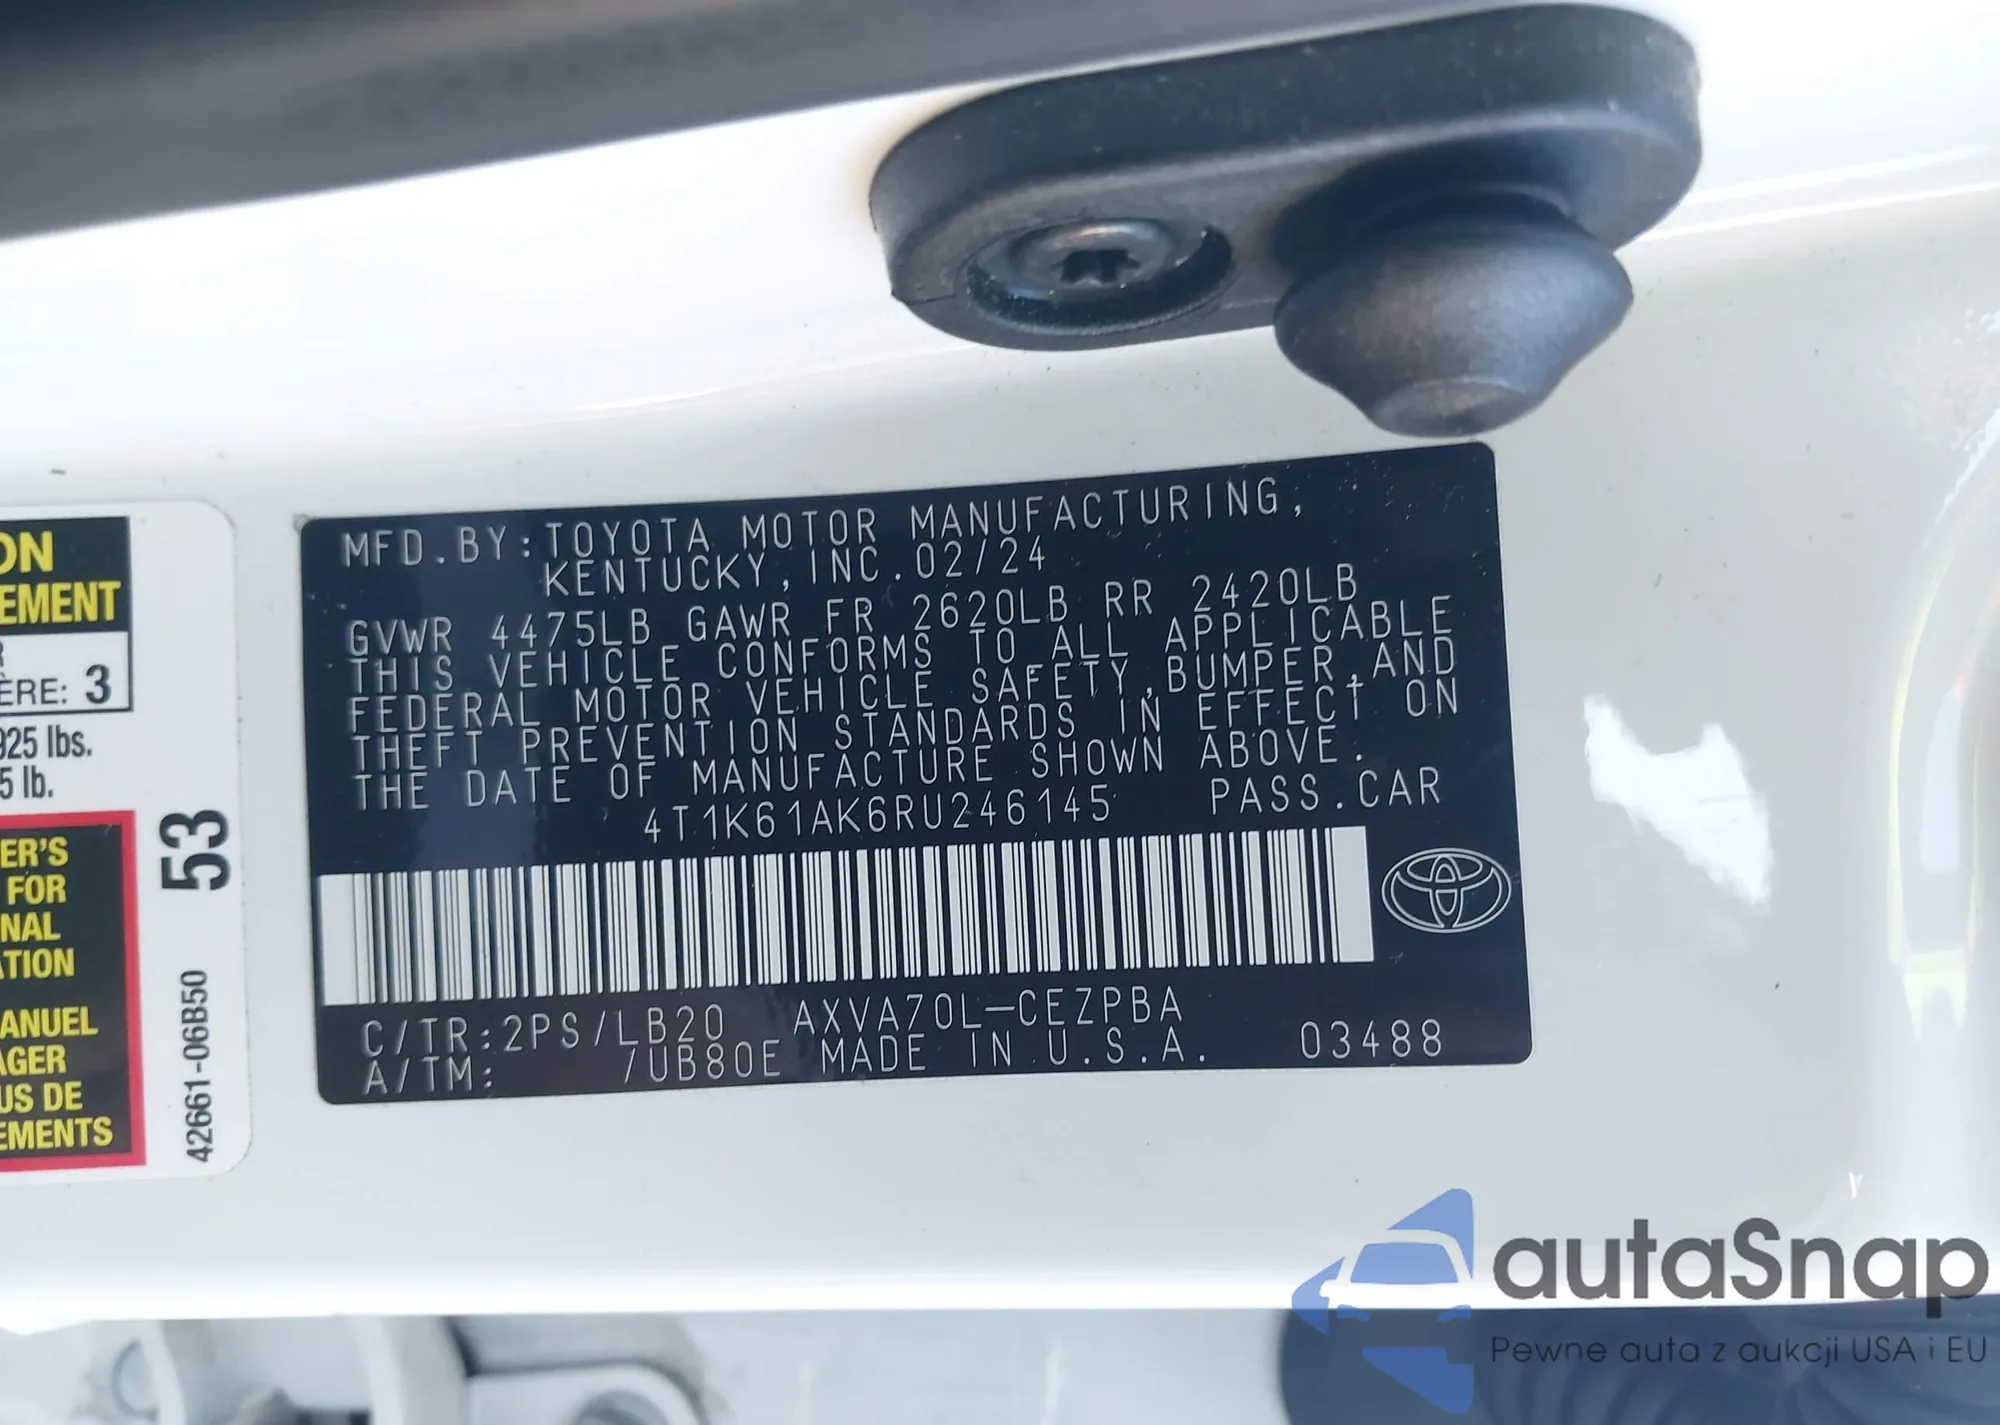 MFD.BY:TOYOTA MOTOR MANUFACTURING,
KENTUCKY,INC.02/24
GVWR 4475LB GAWR FR 2620LB RR 2420LB
THIS VEHICLE CONFORMS TO ALL APPLICABLE
FEDERAL MOTOR VEHICLE SAFETY,BUMPER,AND
THEFT PREVENTION STANDARDS IN EFFECT ON
THE DATE OF MANUFACTURE SHOWN ABOVE.
4T1K61AK6RU246145 PASS.CAR
C/TR:2PS/LB20 AXVA70L-CEZPBA
A/TM: /UB80E MADE IN U.S.A. 03488
ON
EMENT
R
ÈRE: 3
925 lbs.
5 lb.
ER'S
FOR
NAL
ATION
ANUEL
AGER
US DE
EMENTS
53
42661-06B50
autaSnap
Pewne auta z aukcji USA i EU